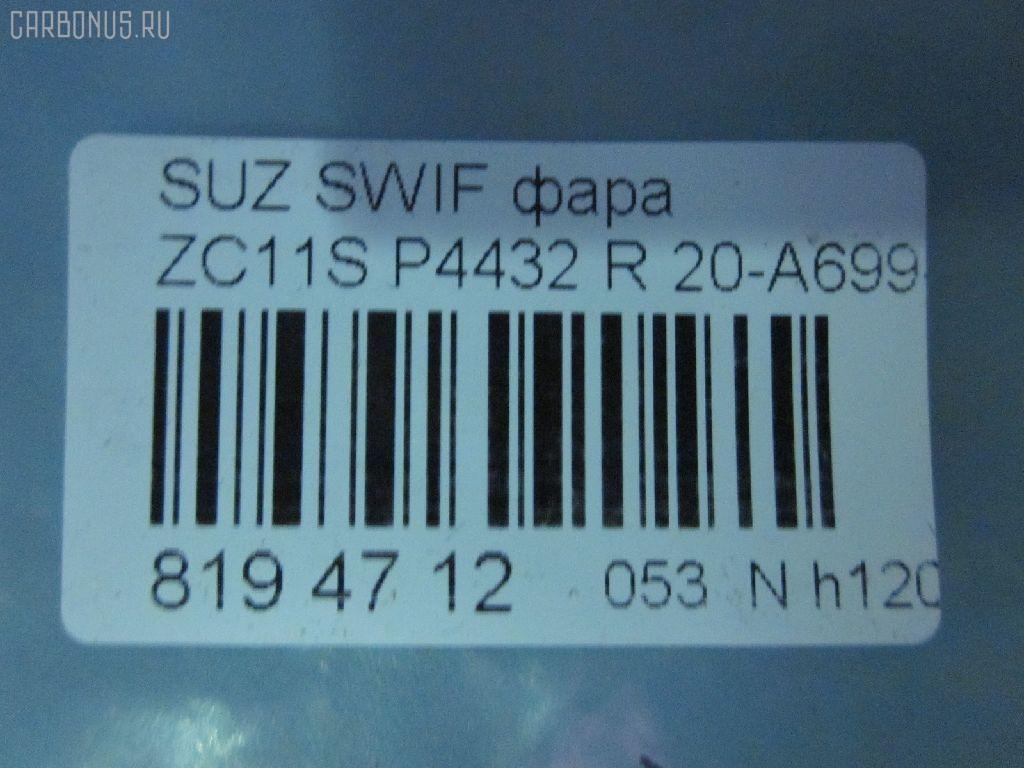 CARBONUS.RU
SUZ SWIF фара
ZC11S P4432 R 20-A699-
819 47 12 053 N h120